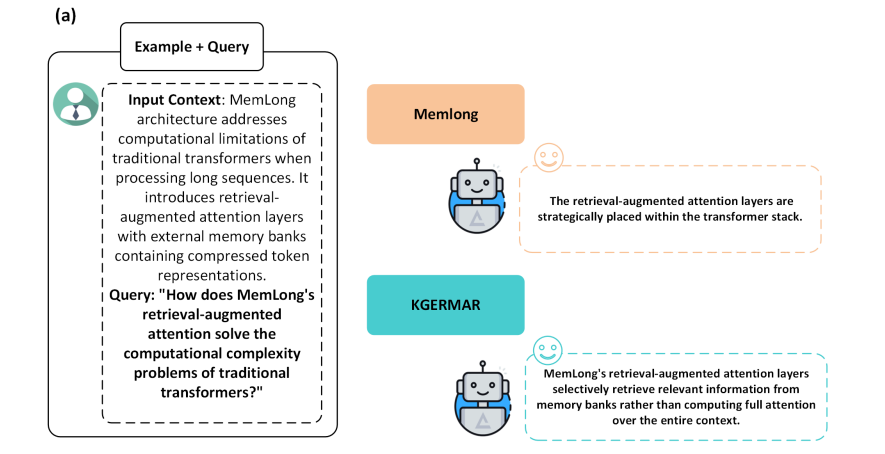 (a)
Example + Query
Input Context: MemLong
architecture addresses
computational limitations of
traditional transformers when
processing long sequences. It
introduces retrieval-
augmented attention layers
with external memory banks
containing compressed token
representations.
Query: "How does MemLong's
retrieval-augmented
attention solve the
computational complexity
problems of traditional
transformers?"
Memlong
The retrieval-augmented attention layers are
strategically placed within the transformer stack.
KGERMAR
MemLong's retrieval-augmented attention layers
selectively retrieve relevant information from
memory banks rather than computing full attention
over the entire context.